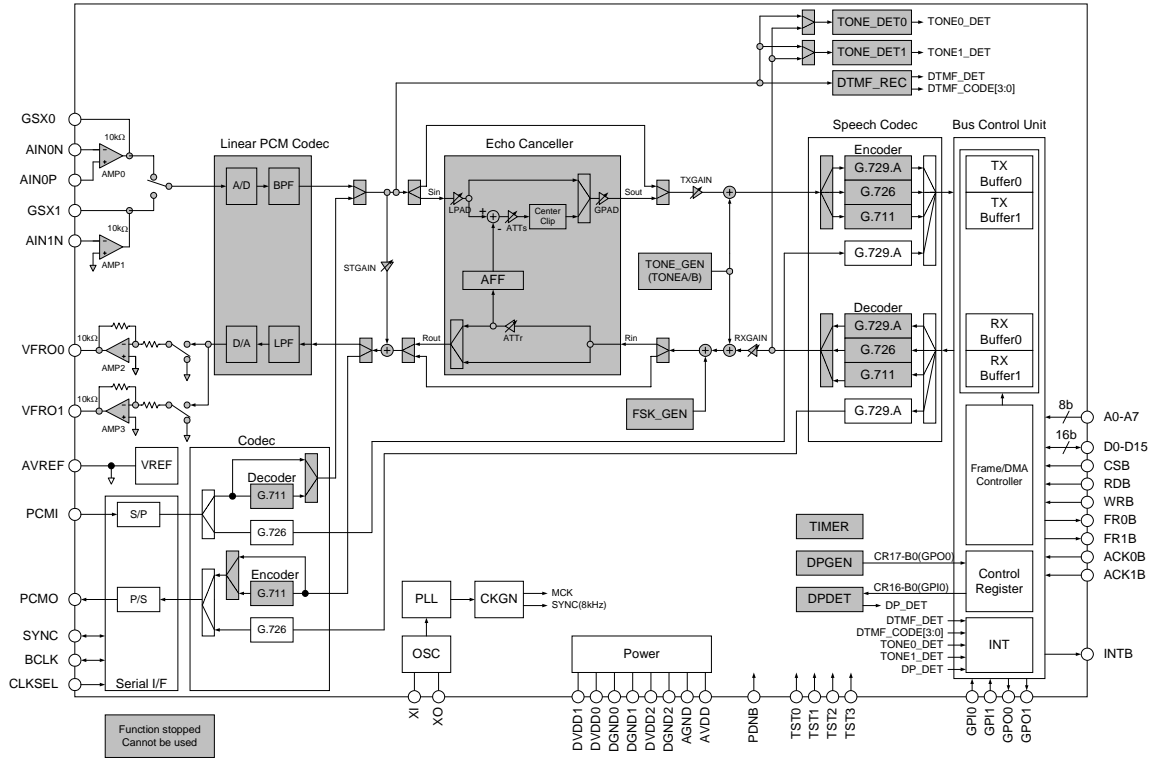 TONE_DET0
TONE0_DET
TONE_DET1
TONE1_DET
DTMF_REC
DTMF_DET
DTMF_CODE[3:0]
GSX0
AIN0N
AIN0P
GSX1
AIN1N
10kΩ
AMP0
10kΩ
AMP1
Linear PCM Codec
A/D
BPF
D/A
LPF
STGAIN
Echo Canceller
Sin
LPAD
+
-
ATTs
Center
Clip
GPAD
Sout
AFF
Rout
ATTr
Rin
TXGAIN
TONE_GEN
(TONEA/B)
RXGAIN
FSK_GEN
Speech Codec
Encoder
G.729.A
G.726
G.711
G.729.A
Decoder
G.729.A
G.726
G.711
G.729.A
Bus Control Unit
TX
Buffer0
TX
Buffer1
RX
Buffer0
RX
Buffer1
Frame/DMA
Controller
Control
Register
INT
VFRO0
10kΩ
AMP2
VFRO1
10kΩ
AMP3
AVREF
VREF
PCMI
S/P
PCMO
P/S
SYNC
BCLK
CLKSEL
Serial I/F
Codec
Decoder
G.711
G.726
Encoder
G.711
G.726
PLL
CKGN
MCK
SYNC(8kHz)
OSC
XI
XO
Power
DVDD1
DVDD0
DGND0
DGND1
DVDD2
DGND2
AGND
AVDD
PDNB
TST0
TST1
TST2
TST3
TIMER
DPGEN
CR17-B0(GPO0)
DPDET
CR16-B0(GPI0)
DP_DET
DTMF_DET
DTMF_CODE[3:0]
TONE0_DET
TONE1_DET
DP_DET
8b
A0-A7
16b
D0-D15
CSB
RDB
WRB
FR0B
FR1B
ACK0B
ACK1B
INTB
GPI0
GPI1
GPO0
GPO1
Function stopped
Cannot be used